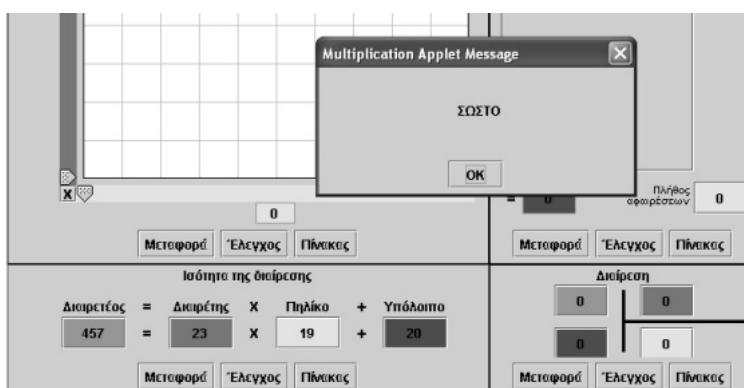 Multiplication Applet Message
ΣΩΣΤΟ
OK
X
0
Μεταφορά Έλεγχος Πίνακας
= 0 Πλήθος αφαιρέσεων 0
Μεταφορά Έλεγχος Πίνακας
Ισότητα της διαίρεσης
Διαιρετέος = Διαιρέτης X Πηλίκο + Υπόλοιπο
457 = 23 X 19 + 20
Μεταφορά Έλεγχος Πίνακας
Διαίρεση
0 0
0 0
Μεταφορά Έλεγχος Πίνακας